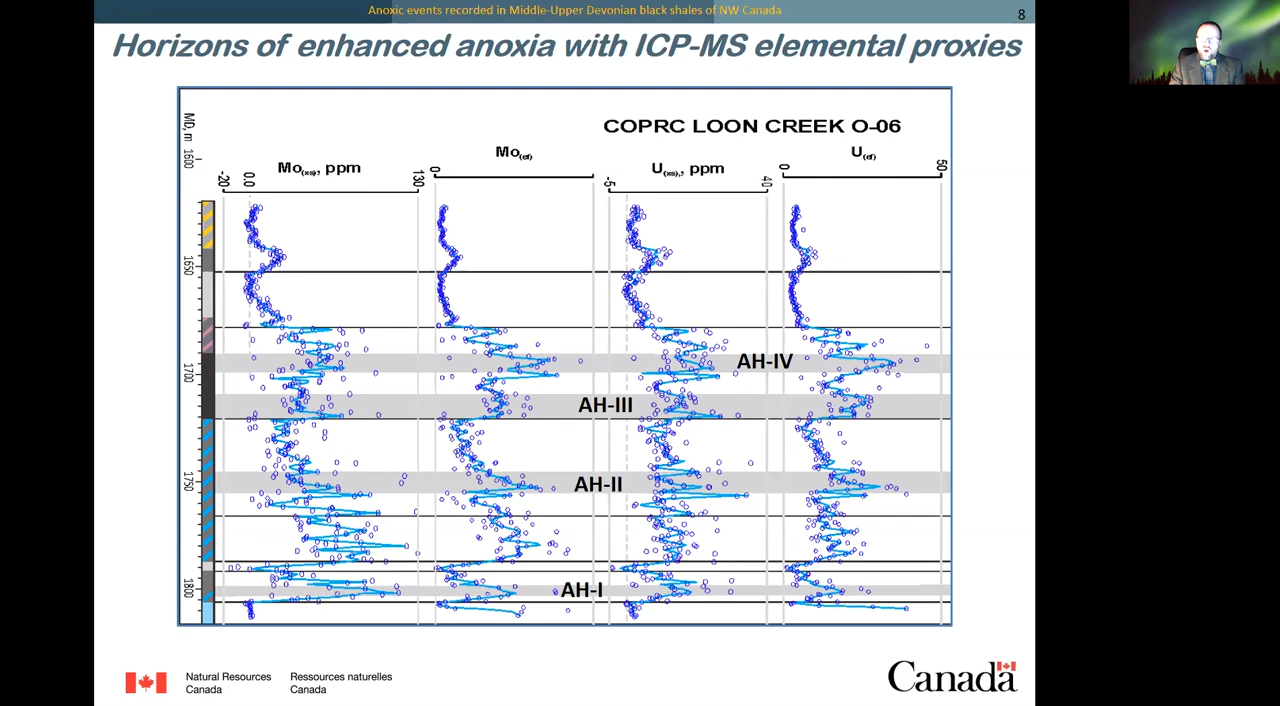 Anoxic events recorded in Middle-Upper Devonian black shales of NW Canada
8
Horizons of enhanced anoxia with ICP-MS elemental proxies
COPRC LOON CREEK O-06
MD, m
Mo(xs), ppm
Mo(ef)
U(xs), ppm
U(ef)
-20 0.0 130
0
-5 40
0 50
1600
1650
1700
1750
1800
AH-IV
AH-III
AH-II
AH-I
Natural Resources Canada
Ressources naturelles Canada
Canada